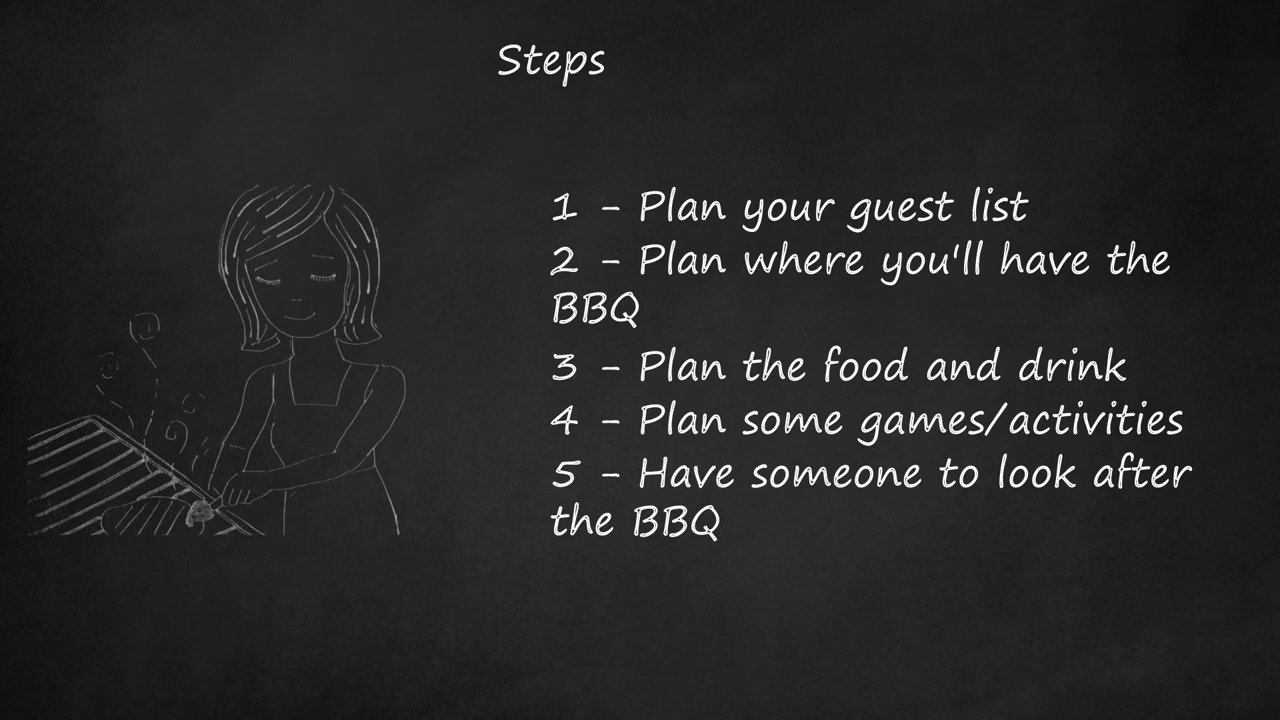 Steps
1 – Plan your guest list
2 – Plan where you'll have the
BBQ
3 – Plan the food and drink
4 – Plan some games/activities
5 – Have someone to look after
the BBQ